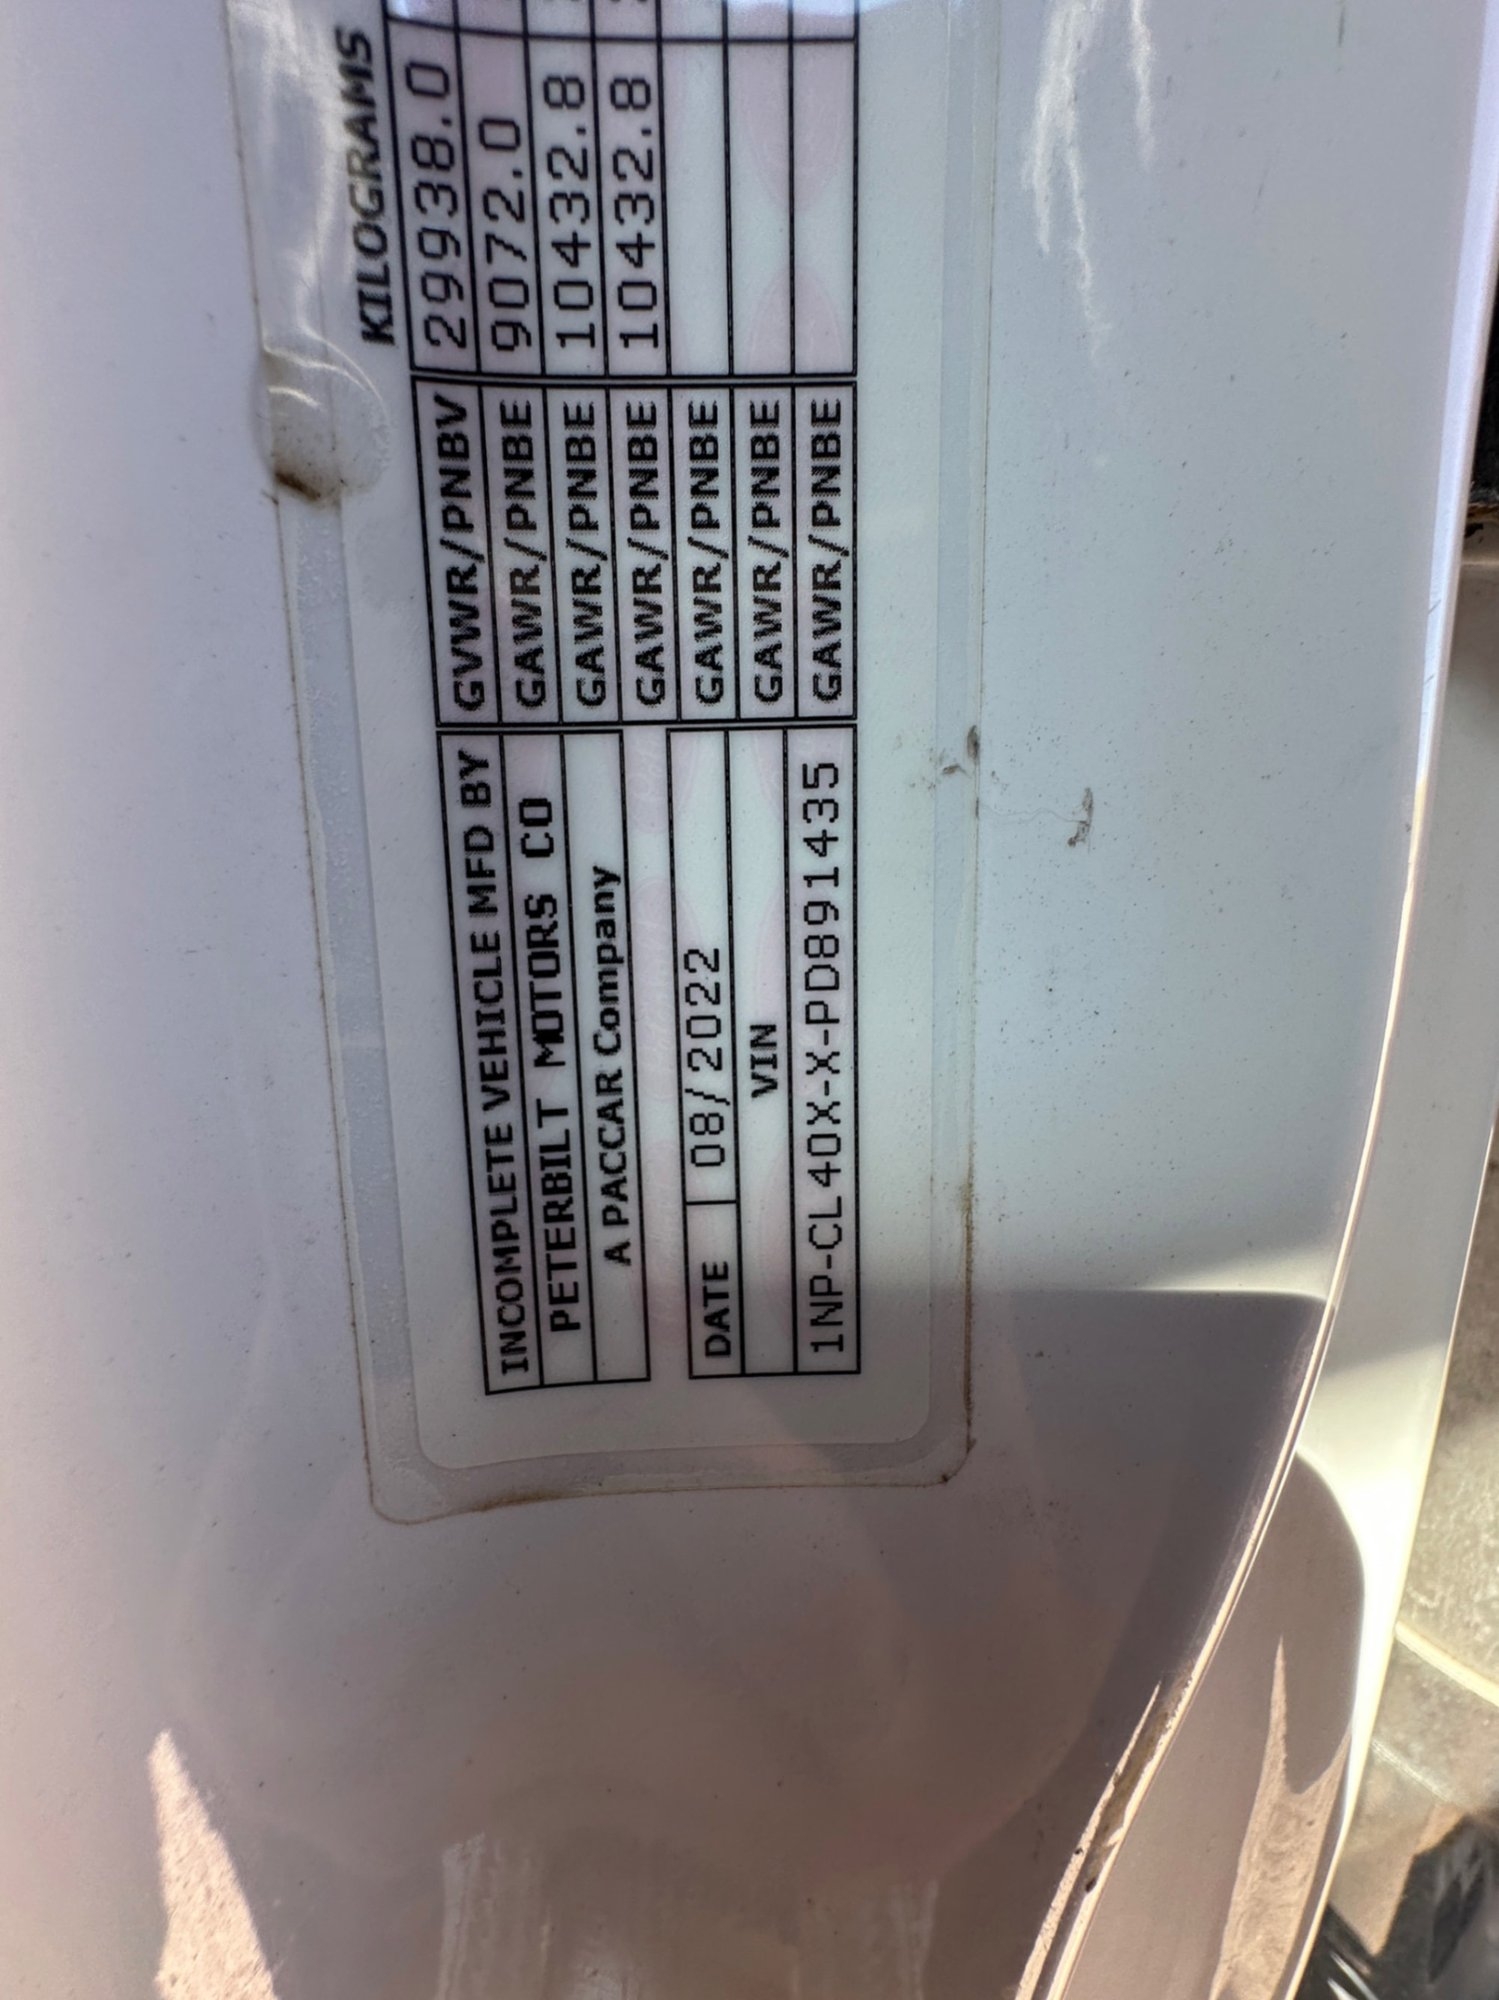 KILOGRAMS
INCOMPLETE VEHICLE MFD BY GVWR/PNBV 29938.0
PETERBILT MOTORS CO GAWR/PNBE 9072.0
A PACCAR Company GAWR/PNBE 10432.8
GAWR/PNBE 10432.8
DATE 08/2022 GAWR/PNBE
VIN GAWR/PNBE
1NP-CL40X-X-PD891435 GAWR/PNBE